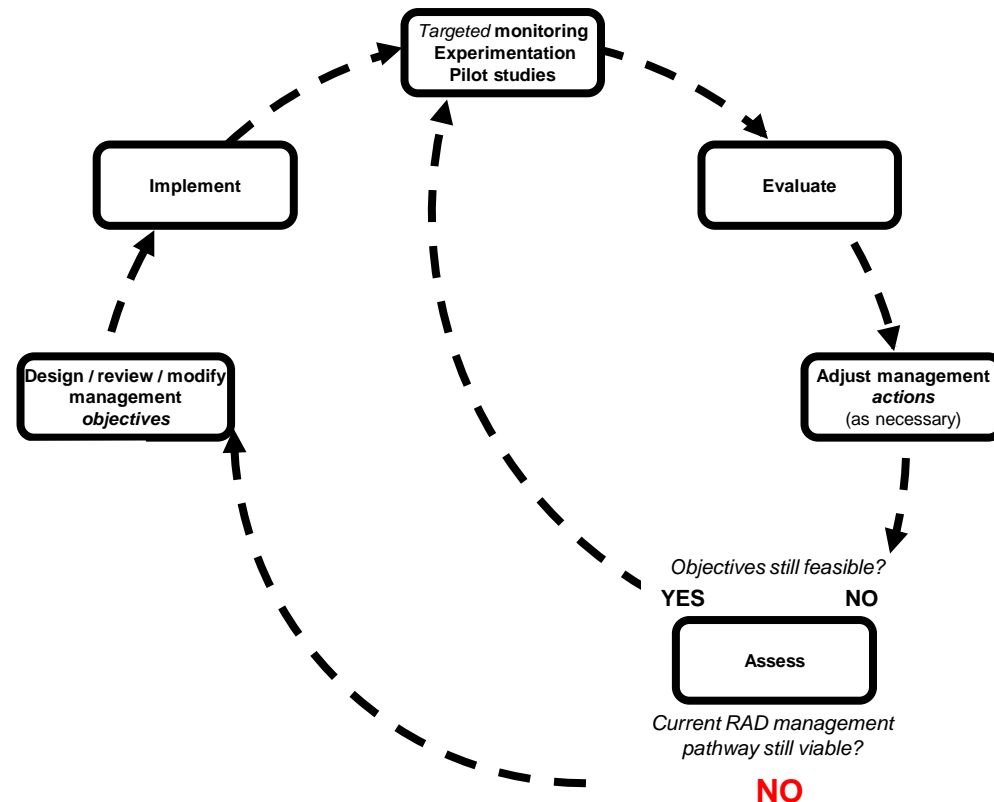 Targeted monitoring
Experimentation
Pilot studies
Implement
Evaluate
Design / review / modify
management
objectives
Adjust management
actions
(as necessary)
Objectives still feasible?
YES NO
Assess
Current RAD management
pathway still viable?
NO